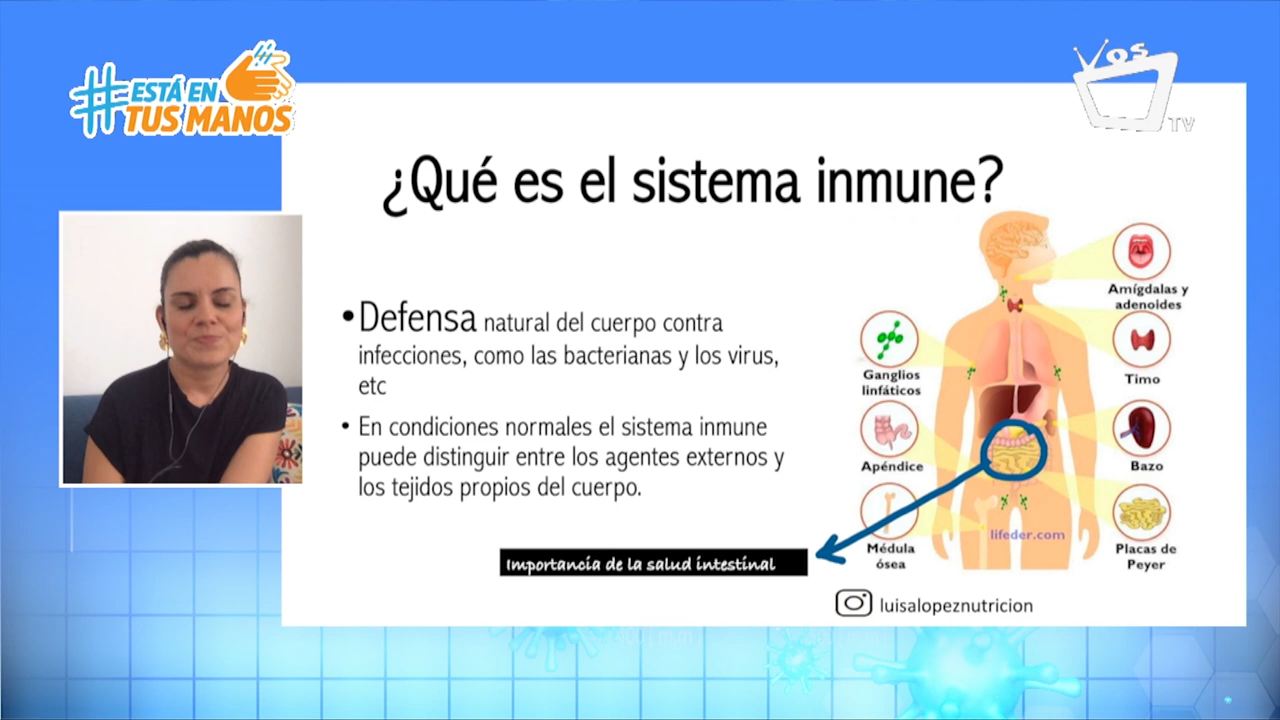 #ESTÁ EN
TUS MANOS
VOS
TV
¿Qué es el sistema inmune?
•Defensa natural del cuerpo contra
infecciones, como las bacterianas y los virus,
etc
• En condiciones normales el sistema inmune
puede distinguir entre los agentes externos y
los tejidos propios del cuerpo.
Importancia de la salud intestinal
Amígdalas y
adenoides
Ganglios
linfáticos
Timo
Apéndice
Bazo
Médula
ósea
lifeder.com
Placas de
Peyer
luisalopeznutricion